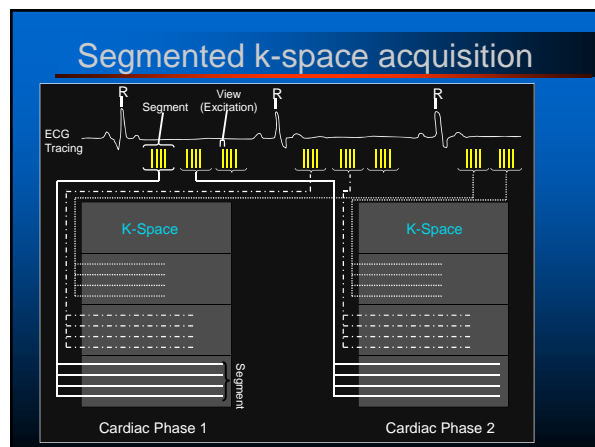 Segmented k-space acquisition
R
R
R
Segment
View
(Excitation)
ECG
Tracing
K-Space
K-Space
Segment
Cardiac Phase 1
Cardiac Phase 2